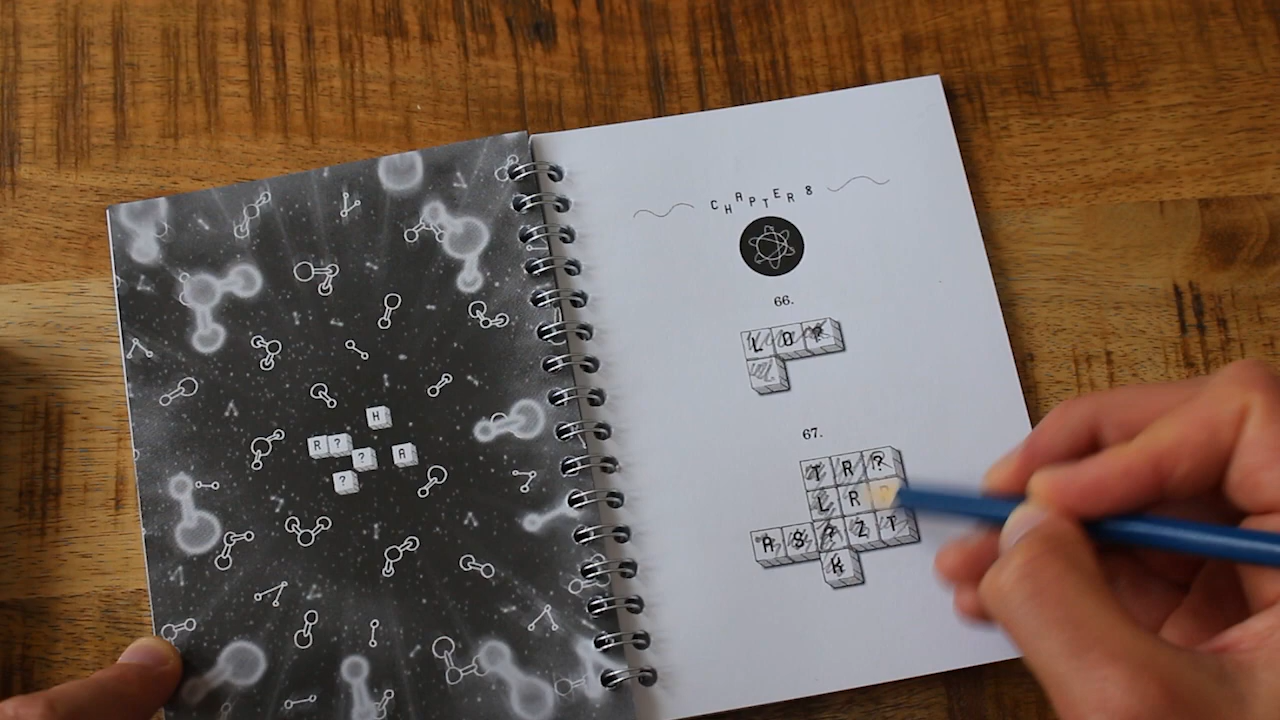 H
R ?
? A
?
CHAPTER 8
66.
L O P
67.
T R ?
L R ?
A S ? Z T
K